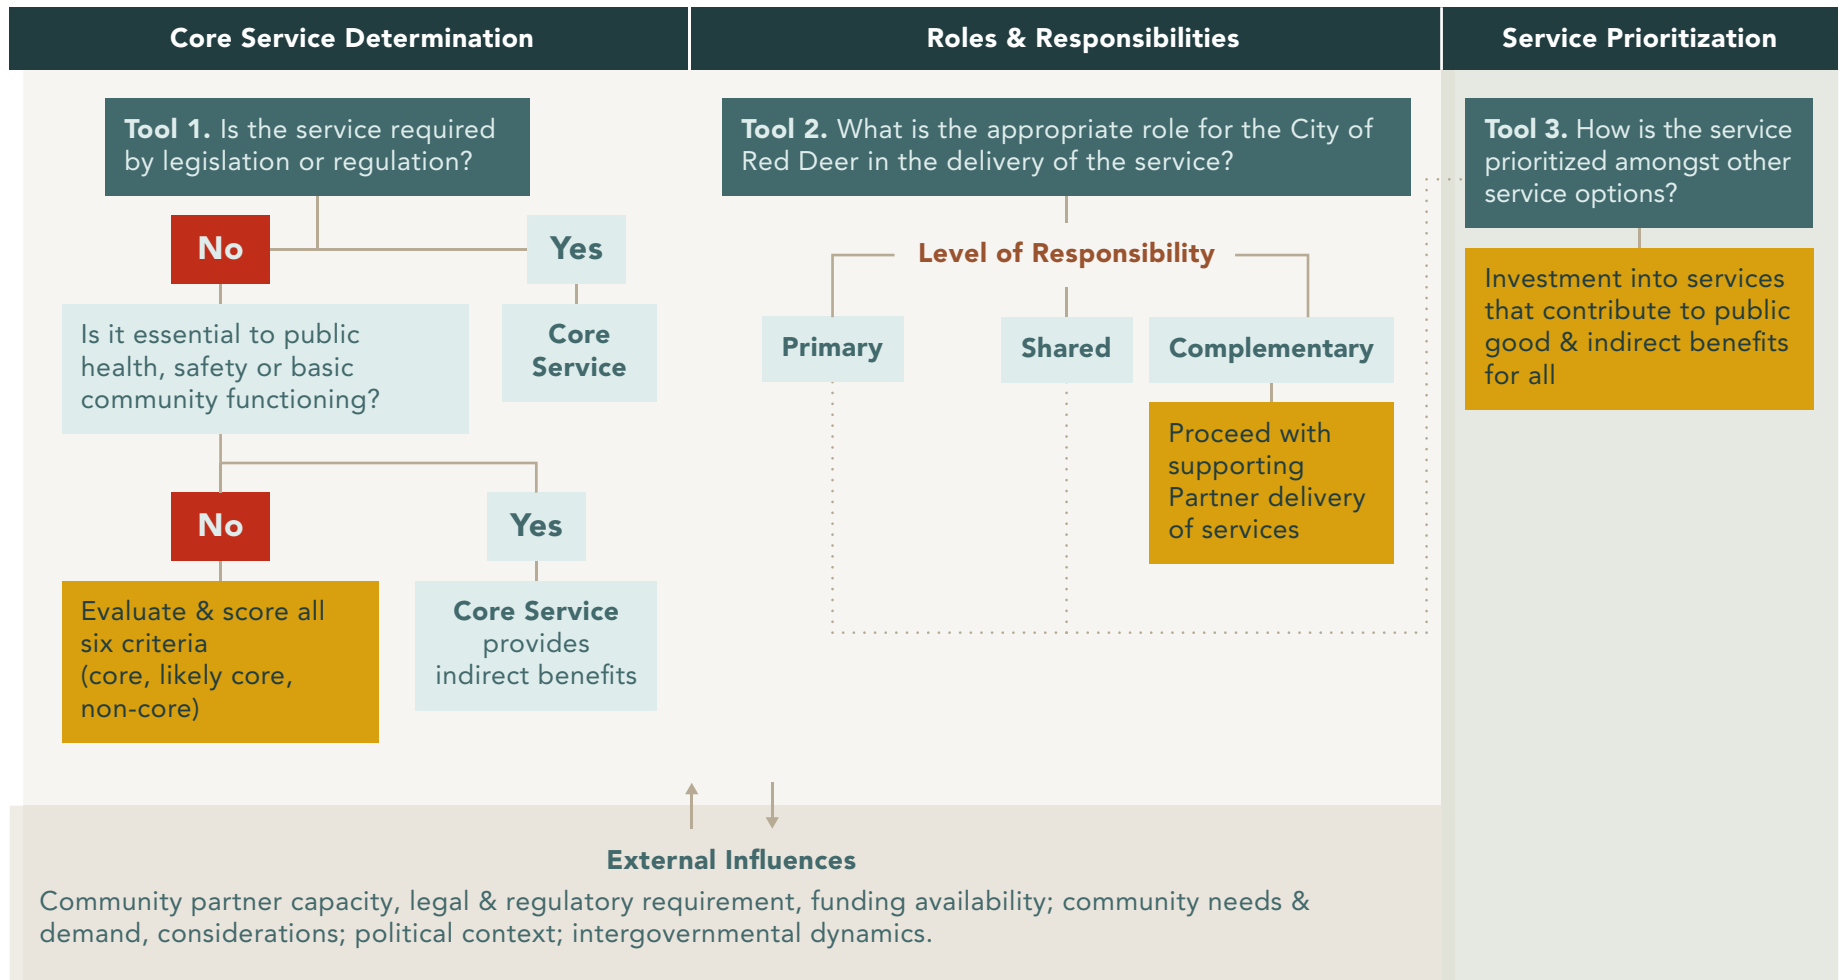 Core Service Determination
Roles & Responsibilities
Service Prioritization
Tool 1. Is the service required
by legislation or regulation?
No
Yes
Is it essential to public
health, safety or basic
community functioning?
Core
Service
No
Yes
Evaluate & score all
six criteria
(core, likely core,
non-core)
Core Service
provides
indirect benefits
Tool 2. What is the appropriate role for the City of
Red Deer in the delivery of the service?
Level of Responsibility
Primary
Shared
Complementary
Proceed with
supporting
Partner delivery
of services
Tool 3. How is the service
prioritized amongst other
service options?
Investment into services
that contribute to public
good & indirect benefits
for all
External Influences
Community partner capacity, legal & regulatory requirement, funding availability; community needs &
demand, considerations; political context; intergovernmental dynamics.